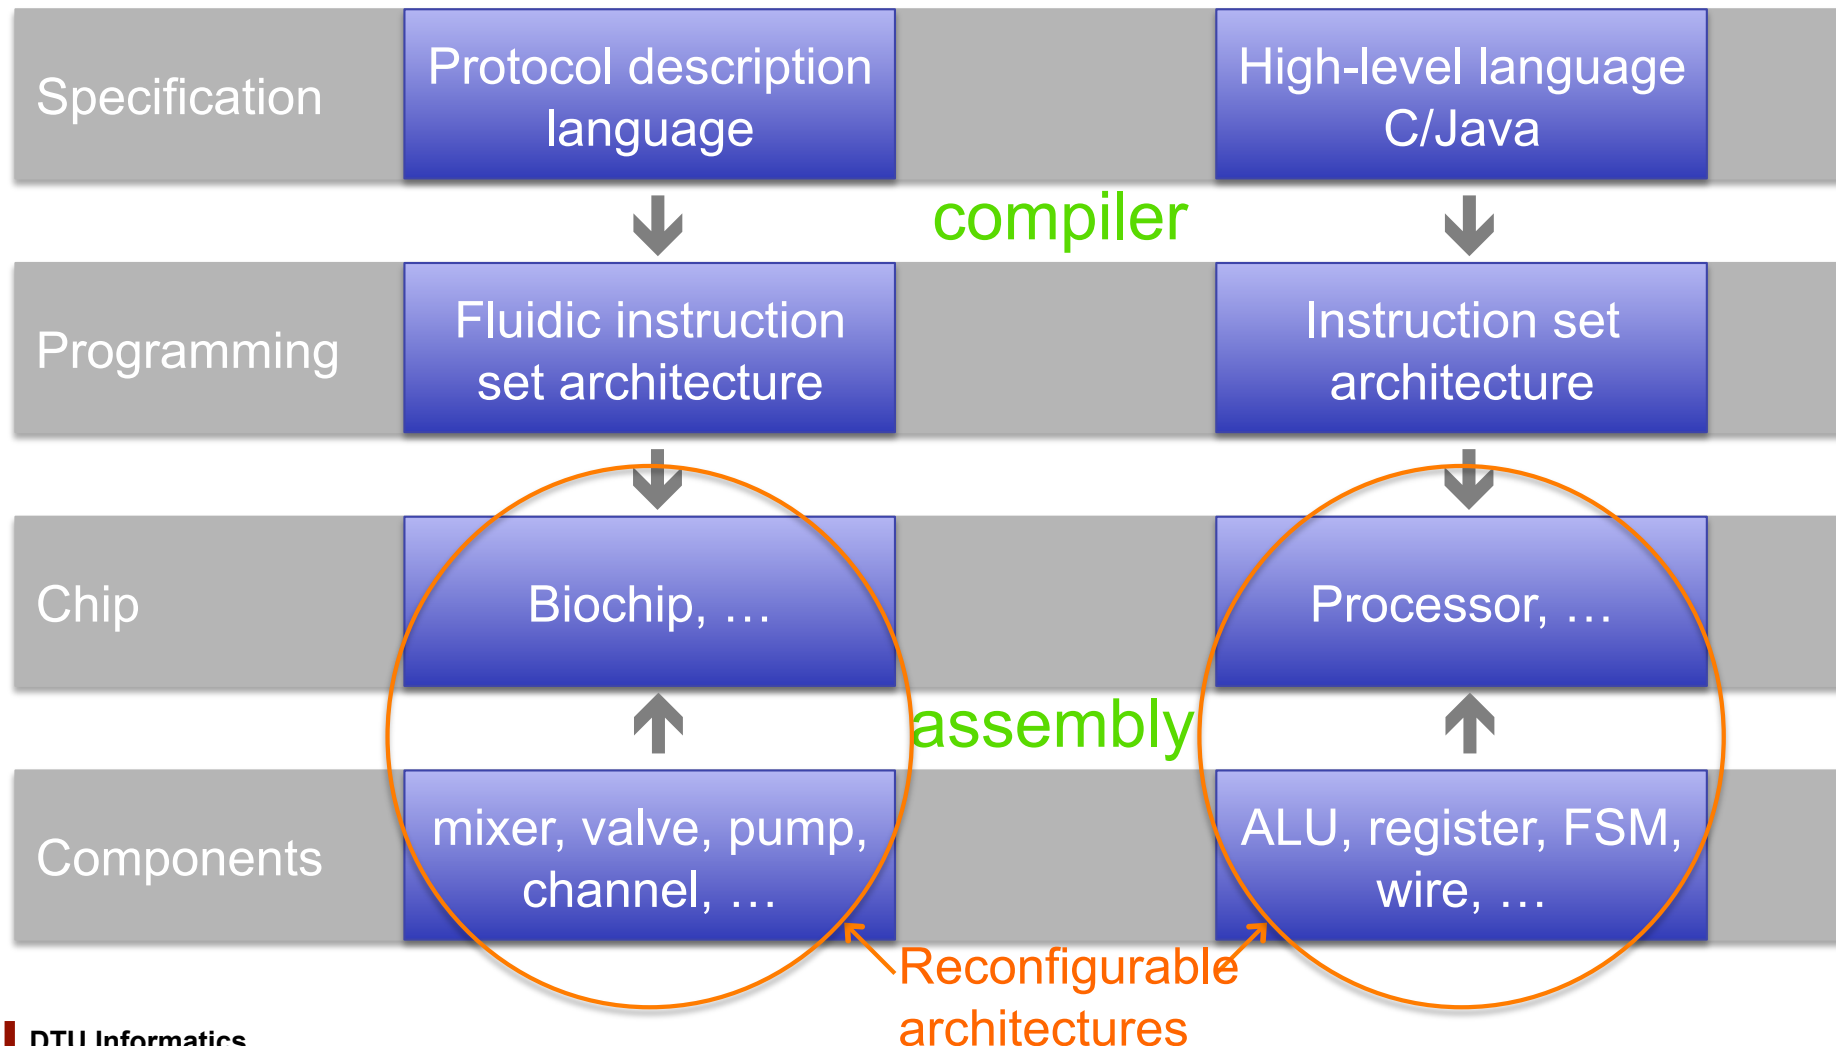 Specification
Protocol description
language
High-level language
C/Java
compiler
Programming
Fluidic instruction
set architecture
Instruction set
architecture
Chip
Biochip, …
Processor, …
assembly
Components
mixer, valve, pump,
channel, …
ALU, register, FSM,
wire, …
Reconfigurable
architectures
DTU Informatics